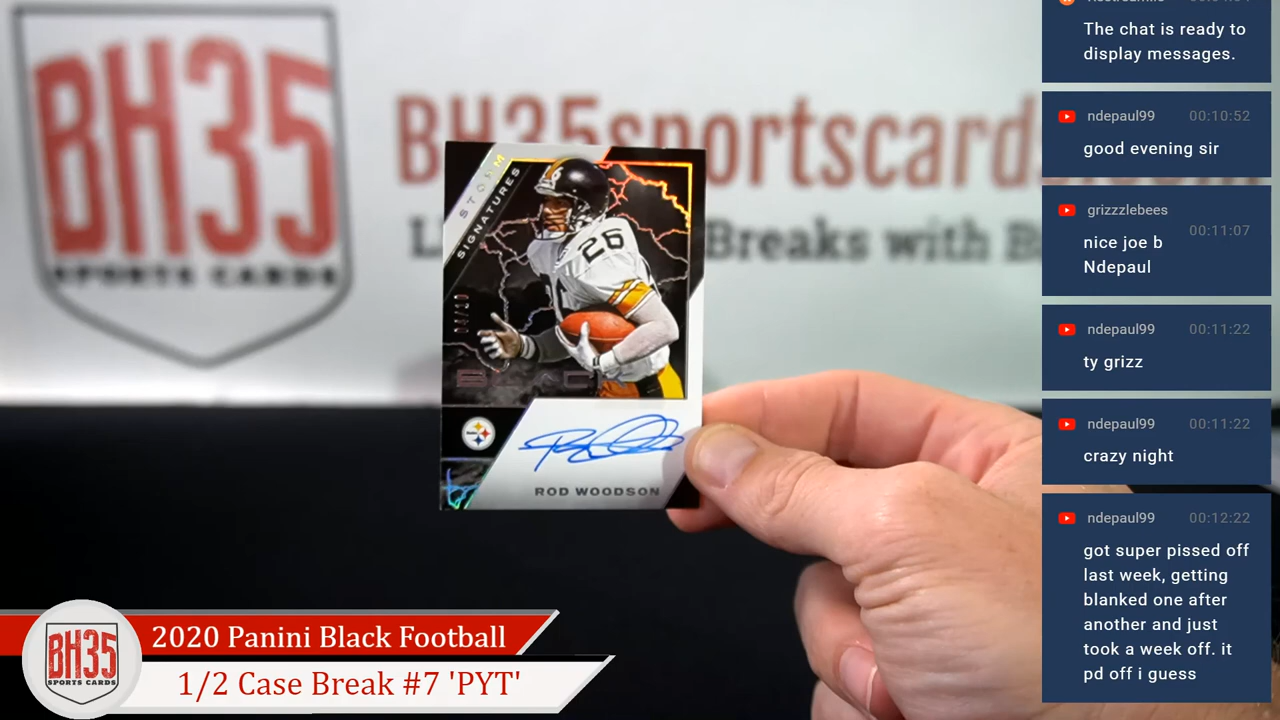 BH35
SPORTS CARDS
BH35sportscards.com
Breaks with B
STORM
SIGNATURES
26
BLACK
Steelers
ROD WOODSON
BH35
SPORTS CARDS
2020 Panini Black Football
1/2 Case Break #7 'PYT'
The chat is ready to
display messages.
ndepaul99 00:10:52
good evening sir
grizzzlebees 00:11:07
nice joe b
Ndepaul
ndepaul99 00:11:22
ty grizz
ndepaul99 00:11:22
crazy night
ndepaul99 00:12:22
got super pissed off
last week, getting
blanked one after
another and just
took a week off. it
pd off i guess